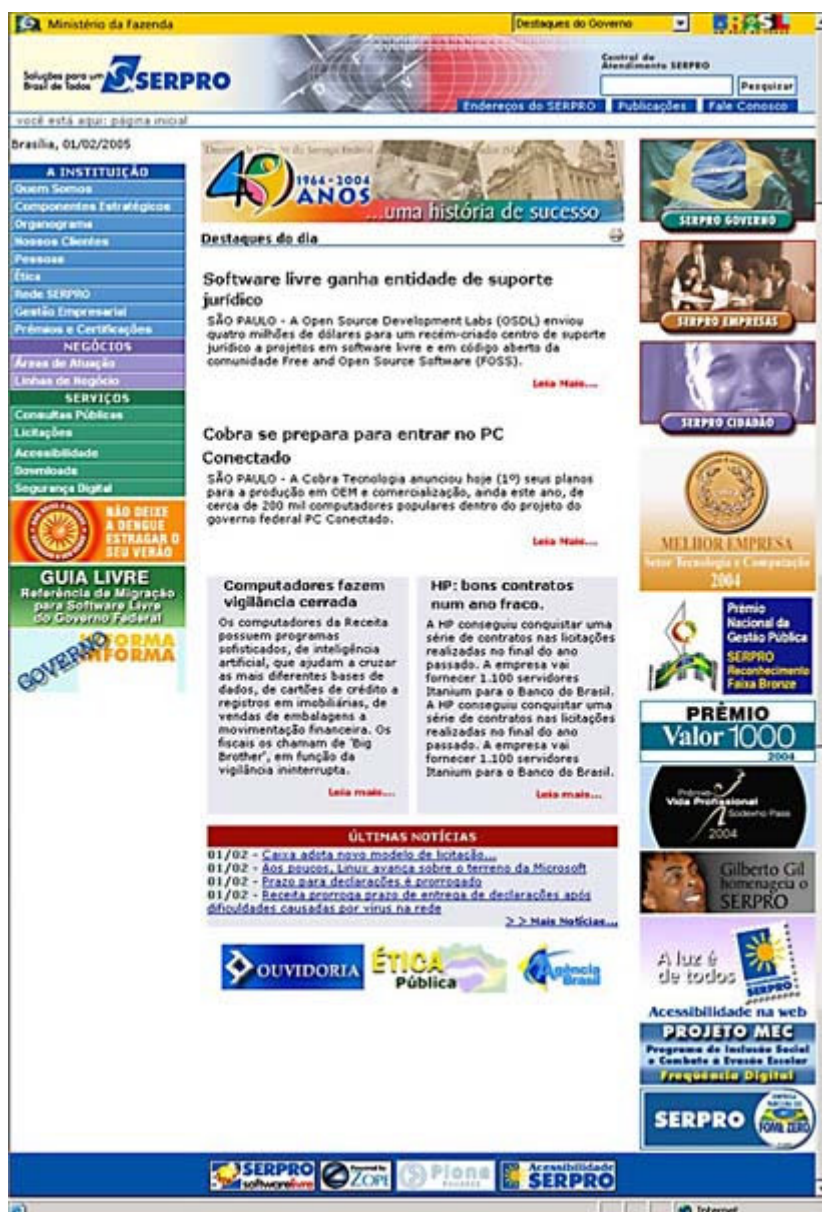 Ministério da Fazenda
Destaques do Governo
BRASIL
Soluções para um
Brasil de Todos
SERPRO
Central de
Atendimento SERPRO
Pesquisar
Endereços do SERPRO
Publicações
Fale Conosco
você está aqui: página inicial
Brasília, 01/02/2005
A INSTITUIÇÃO
Quem Somos
Componentes Estratégicos
Organograma
Nossos Clientes
Pessoas
Ética
Rede SERPRO
Gestão Empresarial
Prêmios e Certificações
NEGÓCIOS
Áreas de Atuação
Linhas de Negócio
SERVIÇOS
Consultas Públicas
Licitações
Acessibilidade
Downloads
Segurança Digital
NÃO DEIXE
A DENGUE
ESTRAGAR O
SEU VERÃO
GUIA LIVRE
Referência de Migração
para Software Livre
do Governo Federal
GOVERNO
INFORMA
INFORMA
40
1964-2004
ANOS
...uma história de sucesso
Destaques do dia
Software livre ganha entidade de suporte
jurídico
SÃO PAULO - A Open Source Development Labs (OSDL) enviou
quatro milhões de dólares para um recém-criado centro de suporte
jurídico a projetos em software livre e em código aberto da
comunidade Free and Open Source Software (FOSS).
Leia Mais...
Cobra se prepara para entrar no PC
Conectado
SÃO PAULO - A Cobra Tecnologia anunciou hoje (1º) seus planos
para a produção em OEM e comercialização, ainda este ano, de
cerca de 200 mil computadores populares dentro do projeto do
governo federal PC Conectado.
Leia Mais...
Computadores fazem
vigilância cerrada
Os computadores da Receita
possuem programas
sofisticados, de inteligência
artificial, que ajudam a cruzar
as mais diferentes bases de
dados, de cartões de crédito a
registros em imobiliárias, de
vendas de embalagens a
movimentação financeira. Os
fiscais os chamam de 'Big
Brother', em função da
vigilância ininterrupta.
Leia mais...
HP: bons contratos
num ano fraco.
A HP conseguiu conquistar uma
série de contratos nas licitações
realizadas no final do ano
passado. A empresa vai
fornecer 1.100 servidores
Itanium para o Banco do Brasil.
A HP conseguiu conquistar uma
série de contratos nas licitações
realizadas no final do ano
passado. A empresa vai
fornecer 1.100 servidores
Itanium para o Banco do Brasil.
Leia mais...
ÚLTIMAS NOTÍCIAS
01/02 - Caixa adota novo modelo de licitação...
01/02 - Aos poucos, Linux avança sobre o terreno da Microsoft
01/02 - Prazo para declarações é prorrogado
01/02 - Receita prorroga prazo de entrega de declarações após
dificuldades causadas por vírus na rede
> > Mais Notícias...
OUVIDORIA
ÉTICA
Pública
Agência
Brasil
SERPRO GOVERNO
SERPRO EMPRESAS
SERPRO CIDADÃO
MELHOR EMPRESA
Setor Tecnologia e Computação
2004
Prêmio
Nacional da
Gestão Pública
SERPRO
Reconhecimento
Faixa Bronze
PRÊMIO
Valor 1000
2004
Prêmio
Vida Profissional
Sodexho Pass
2004
Gilberto Gil
homenageia o
SERPRO
A luz é
de todos
SERPRO
Acessibilidade na web
PROJETO MEC
Programa de Inclusão Social
e Combate à Evasão Escolar
Freqüência Digital
SERPRO
FOME ZERO
SERPRO
softwarelivre
Powered by
ZOPE
Plone
POWERED
Acessibilidade
SERPRO
Internet